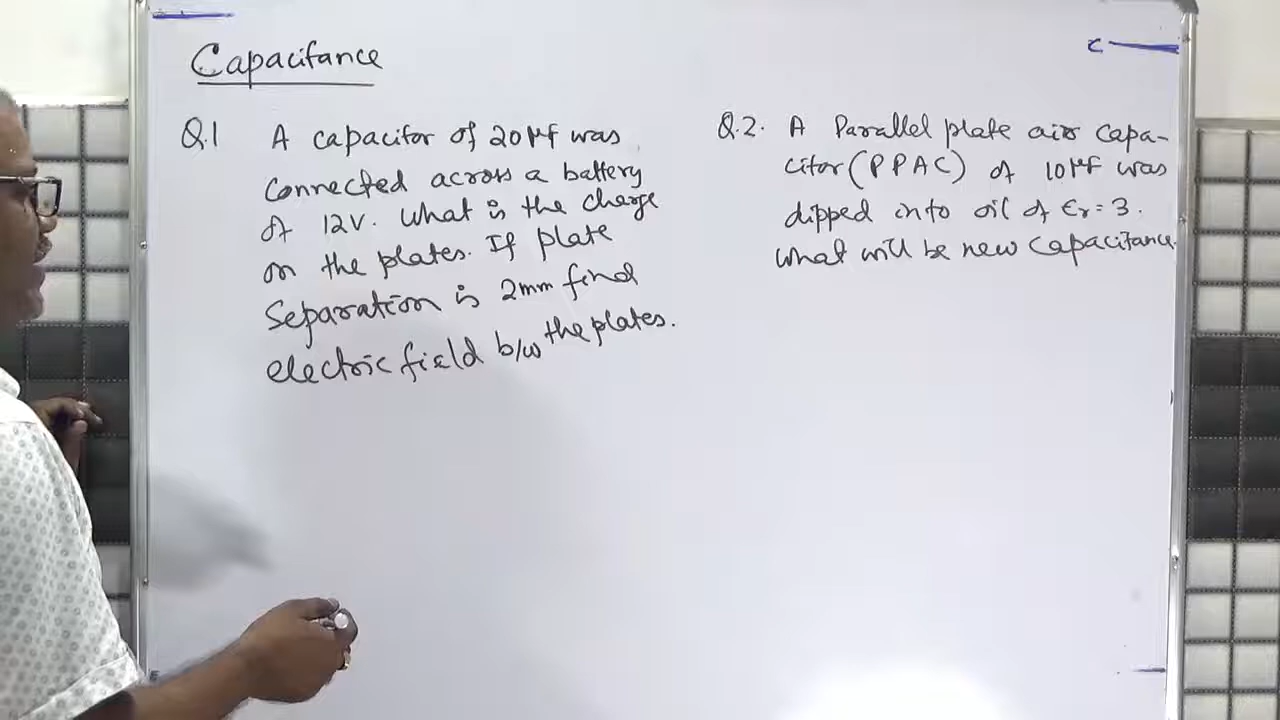 Capacitance
Q.1 A capacitor of 20μf was
connected across a battery
of 12V. What is the charge
on the plates. If plate
Separation is 2mm find
electric field b/w the plates.
Q.2. A Parallel plate air capa-
citor (PPAC) of 10μf was
dipped into oil of Єr=3.
what will be new capacitance.